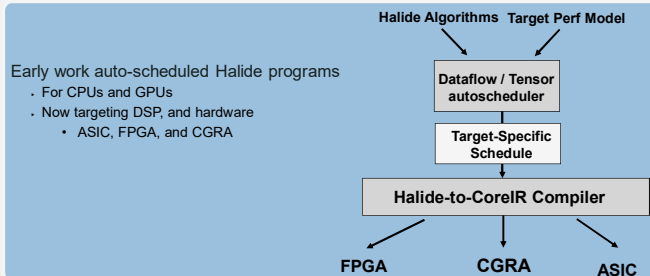 Halide Algorithms Target Perf Model
Early work auto-scheduled Halide programs
For CPUs and GPUs
Now targeting DSP, and hardware
ASIC, FPGA, and CGRA
Dataflow / Tensor
autoscheduler
Target-Specific
Schedule
Halide-to-CoreIR Compiler
FPGA CGRA ASIC